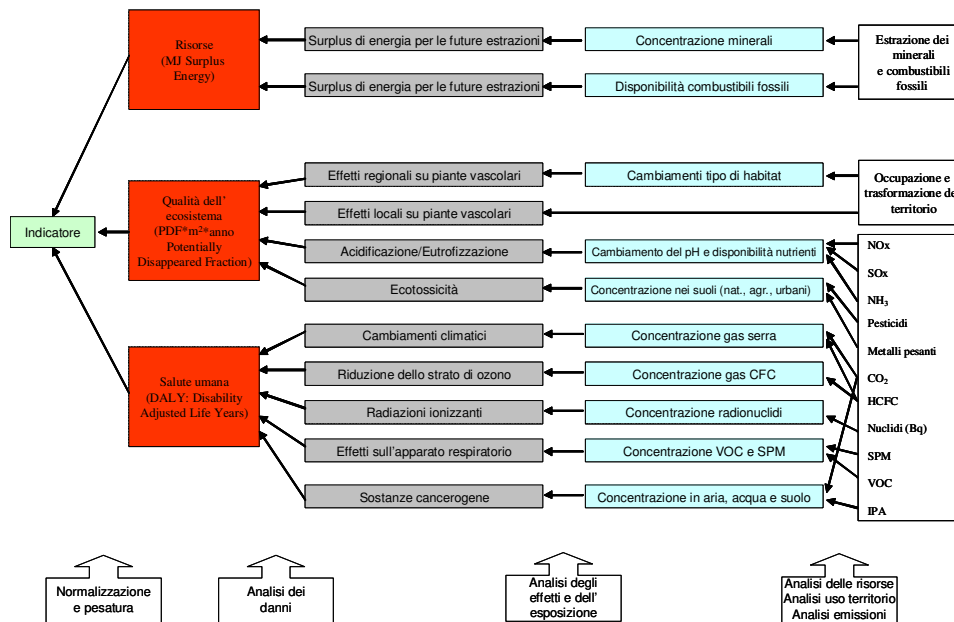 Risorse
(MJ Surplus
Energy)
Surplus di energia per le future estrazioni
Concentrazione minerali
Surplus di energia per le future estrazioni
Disponibilità combustibili fossili
Estrazione dei
minerali
e combustibili
fossili
Indicatore
Qualità dell'
ecosistema
(PDF*m²*anno
Potentially
Disappeared Fraction)
Effetti regionali su piante vascolari
Cambiamenti tipo di habitat
Effetti locali su piante vascolari
Occupazione e
trasformazione de
territorio
Acidificazione/Eutrofizzazione
Cambiamento del pH e disponibilità nutrienti
Ecotossicità
Concentrazione nei suoli (nat., agr., urbani)
Salute umana
(DALY: Disability
Adjusted Life Years)
Cambiamenti climatici
Concentrazione gas serra
Riduzione dello strato di ozono
Concentrazione gas CFC
Radiazioni ionizzanti
Concentrazione radionuclidi
Effetti sull'apparato respiratorio
Concentrazione VOC e SPM
Sostanze cancerogene
Concentrazione in aria, acqua e suolo
NOx
SOx
NH₃
Pesticidi
Metalli pesanti
CO₂
HCFC
Nuclidi (Bq)
SPM
VOC
IPA
Normalizzazione
e pesatura
Analisi dei
danni
Analisi degli
effetti e dell'
esposizione
Analisi delle risorse
Analisi uso territorio
Analisi emissioni